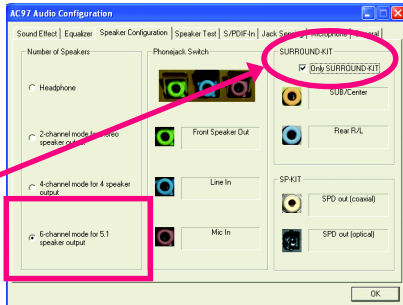 AC97 Audio Configuration
Sound Effect | Equalizer | Speaker Configuration | Speaker Test | S/PDIF-In | Jack Sensing | Microphone | General
Number of Speakers
Headphone
2-channel mode for stereo
speaker output
4-channel mode for 4 speaker
output
6-channel mode for 5.1
speaker output
Phonejack Switch
Front Speaker Out
Line In
Mic In
SURROUND-KIT
Only SURROUND-KIT
SUB/Center
Rear R/L
SP-KIT
SPD out (coaxial)
SPD out (optical)
OK